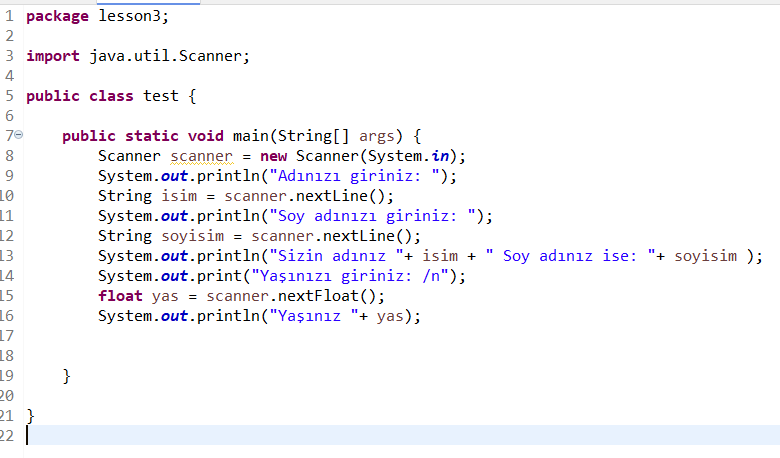 1 package lesson3;
2
3 import java.util.Scanner;
4
5 public class test {
6
7 public static void main(String[] args) {
8 Scanner scanner = new Scanner(System.in);
9 System.out.println("Adınızı giriniz: ");
10 String isim = scanner.nextLine();
11 System.out.println("Soy adınızı giriniz: ");
12 String soyisim = scanner.nextLine();
13 System.out.println("Sizin adınız "+ isim + " Soy adınız ise: "+ soyisim );
14 System.out.print("Yaşınızı giriniz: /n");
15 float yas = scanner.nextFloat();
16 System.out.println("Yaşınız "+ yas);
17
18
19 }
20
21 }
22